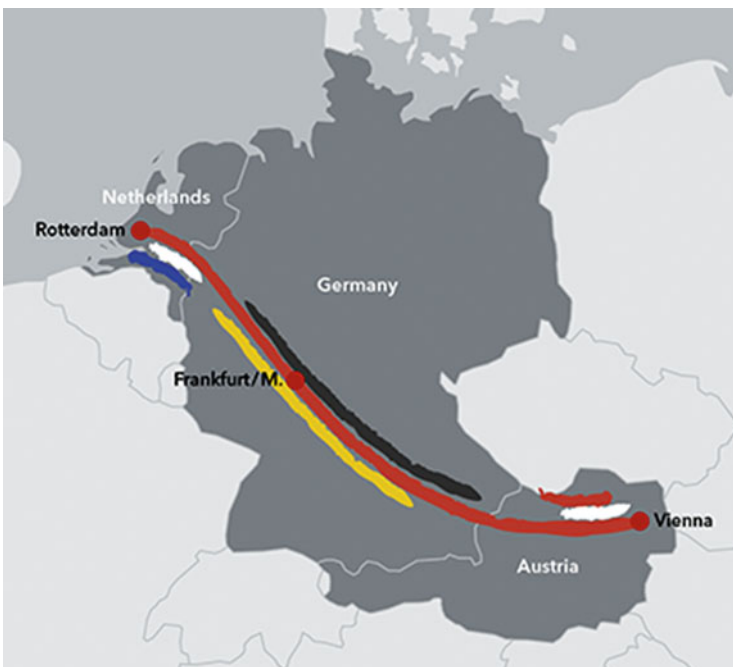 Netherlands
Rotterdam
Germany
Frankfurt/M.
Vienna
Austria